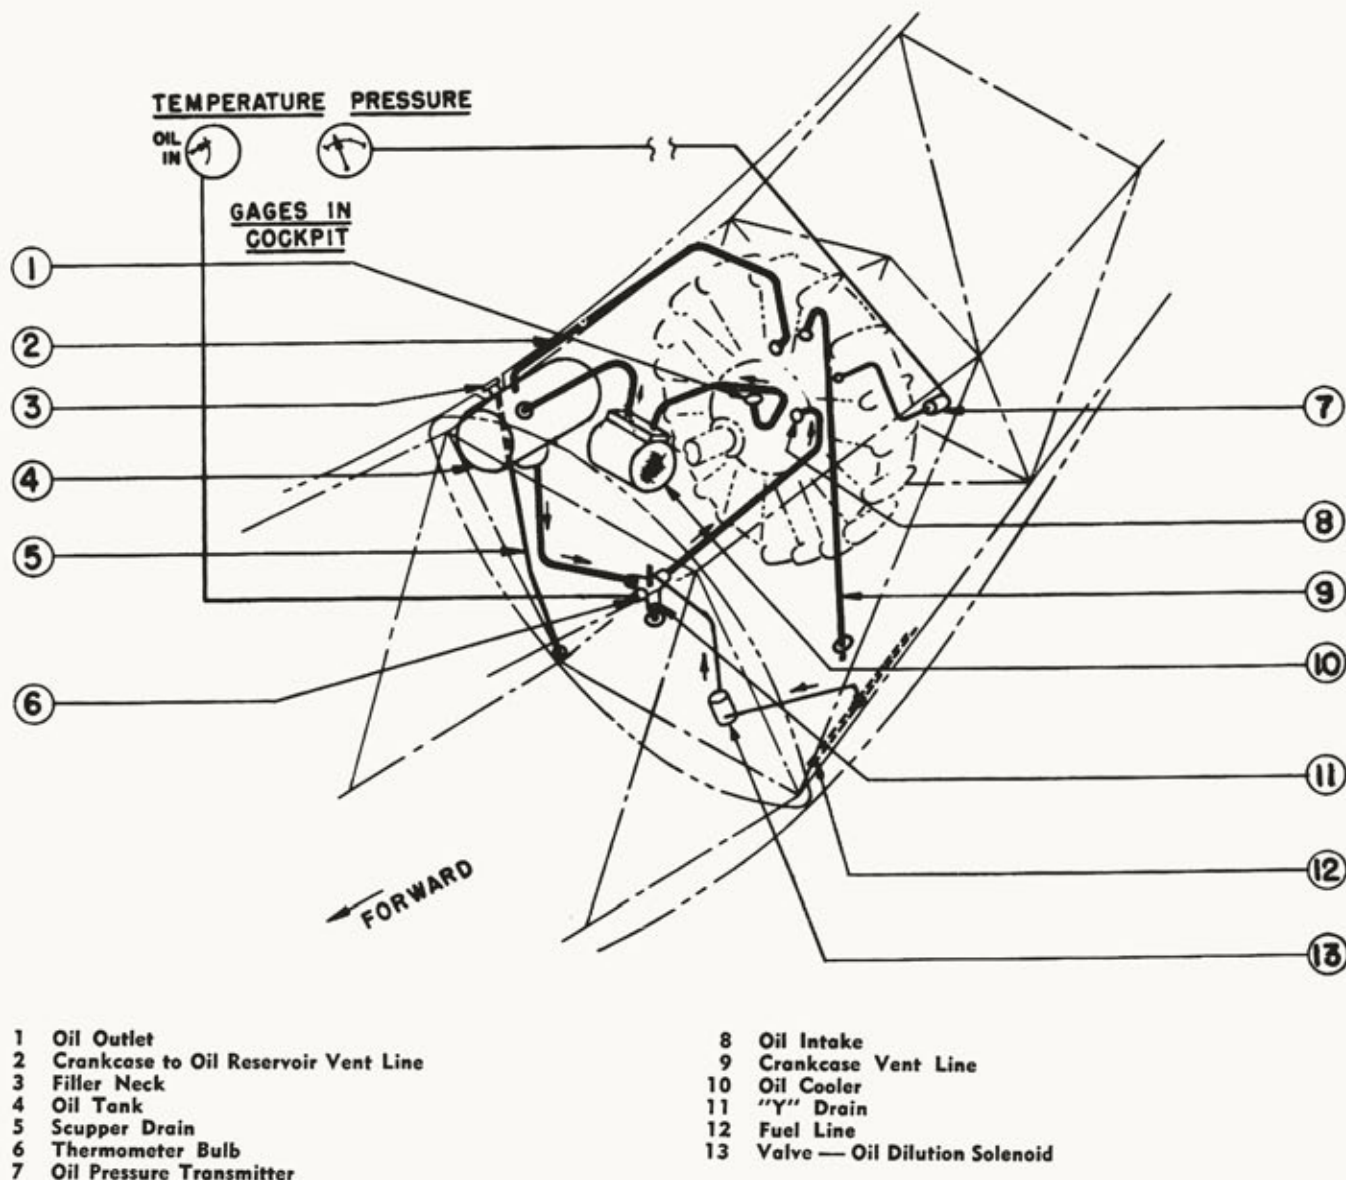 TEMPERATURE PRESSURE
OIL
IN
GAGES IN
COCKPIT
1
2
3
4
5
6
7
8
9
10
11
12
13
FORWARD
1 Oil Outlet
2 Crankcase to Oil Reservoir Vent Line
3 Filler Neck
4 Oil Tank
5 Scupper Drain
6 Thermometer Bulb
7 Oil Pressure Transmitter
8 Oil Intake
9 Crankcase Vent Line
10 Oil Cooler
11 "Y" Drain
12 Fuel Line
13 Valve — Oil Dilution Solenoid